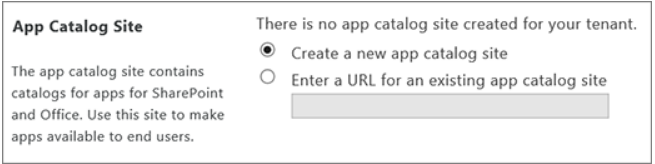 App Catalog Site
The app catalog site contains
catalogs for apps for SharePoint
and Office. Use this site to make
apps available to end users.
There is no app catalog site created for your tenant.
Create a new app catalog site
Enter a URL for an existing app catalog site